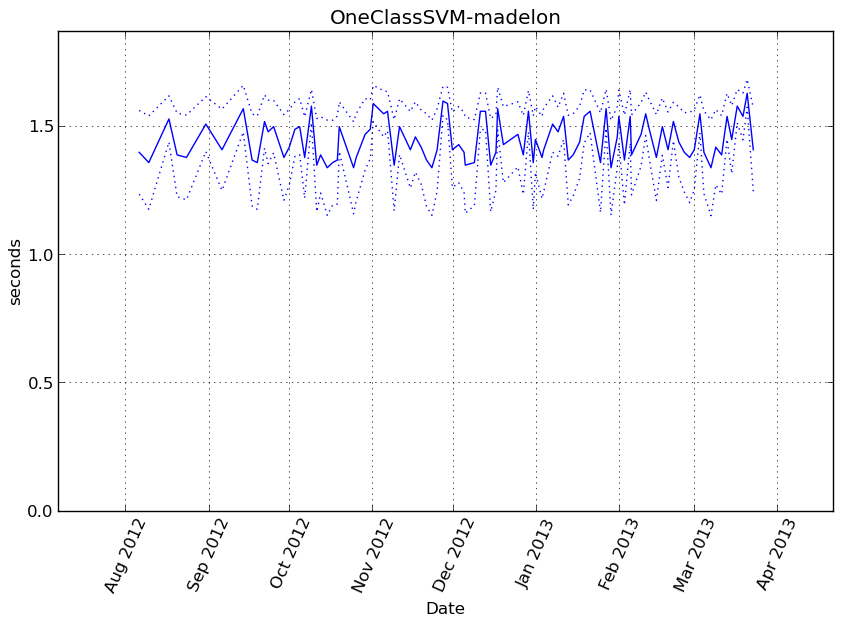 OneClassSVM-madelon
seconds
1.5
1.0
0.5
0.0
Aug 2012
Sep 2012
Oct 2012
Nov 2012
Dec 2012
Jan 2013
Feb 2013
Mar 2013
Apr 2013
Date